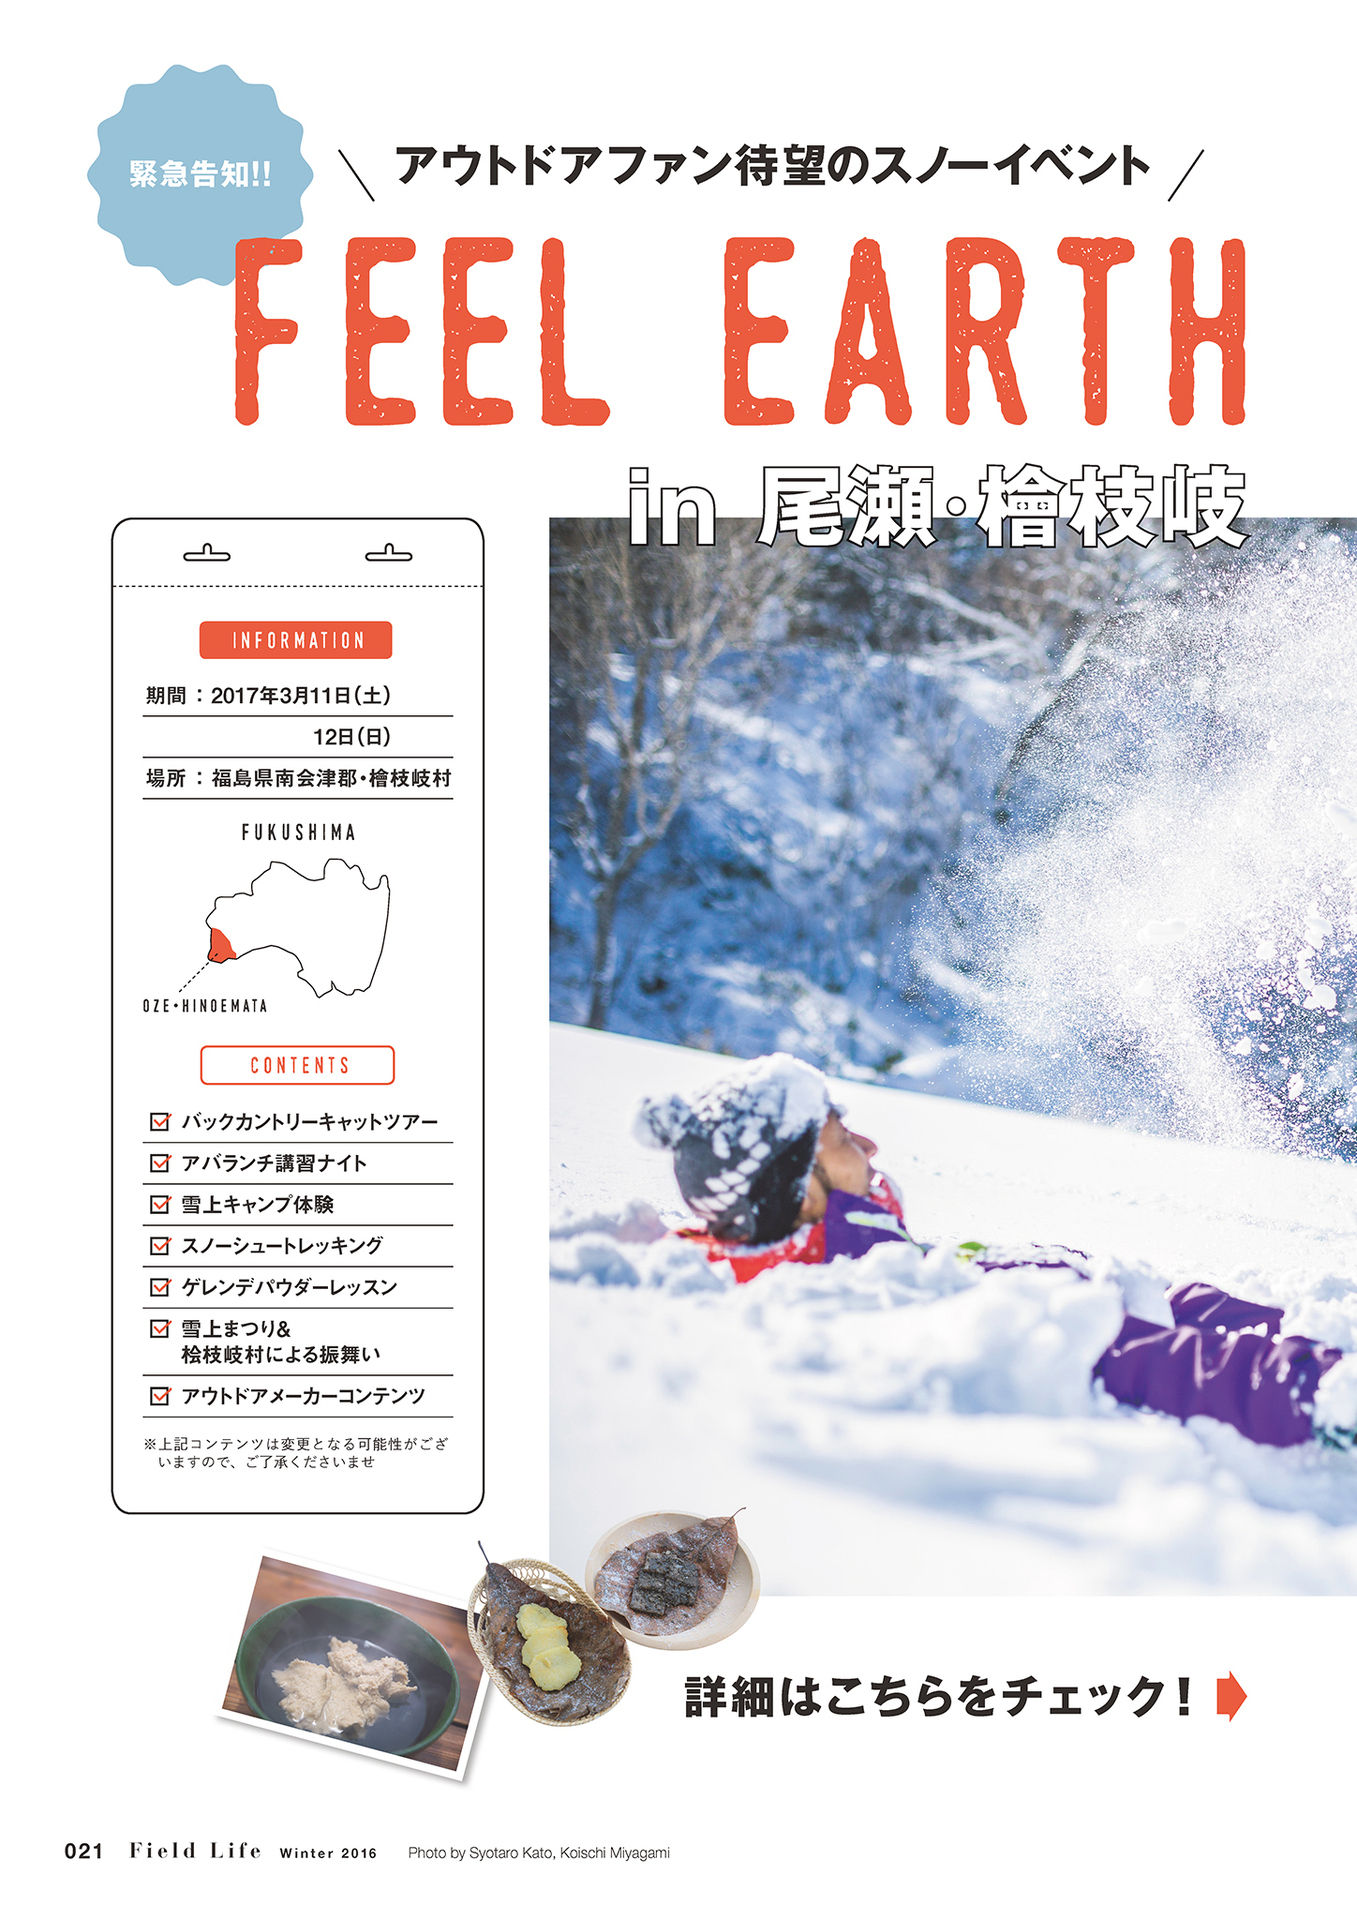 緊急告知!!
アウトドアファン待望のスノーイベント
FEEL EARTH
in 尾瀬・檜枝岐
INFORMATION
期間 : 2017年3月11日(土)
12日(日)
場所 : 福島県南会津郡・檜枝岐村
FUKUSHIMA
OZE・HINOEMATA
CONTENTS
バックカントリーキャットツアー
アバランチ講習ナイト
雪上キャンプ体験
スノーシュートレッキング
ゲレンデパウダーレッスン
雪上まつり&
桧枝岐村による振舞い
アウトドアメーカーコンテンツ
※上記コンテンツは変更となる可能性がござ
いますので、ご了承くださいませ
詳細はこちらをチェック!
021 Field Life Winter 2016 Photo by Syotaro Kato, Koischi Miyagami